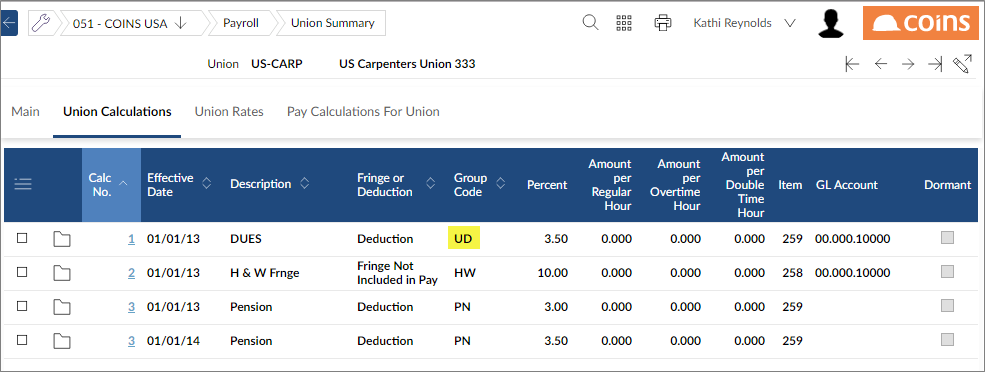 051 - COINS USA Payroll Union Summary Kathi Reynolds coins
Union US-CARP US Carpenters Union 333
Main Union Calculations Union Rates Pay Calculations For Union
Calc No. Effective Date Description Fringe or Deduction Group Code Percent Amount per Regular Hour Amount per Overtime Hour Amount per Double Time Hour Item GL Account Dormant
1 01/01/13 DUES Deduction UD 3.50 0.000 0.000 0.000 259 00.000.10000
2 01/01/13 H & W Frnge Fringe Not Included in Pay HW 10.00 0.000 0.000 0.000 258 00.000.10000
3 01/01/13 Pension Deduction PN 3.00 0.000 0.000 0.000 259
3 01/01/14 Pension Deduction PN 3.50 0.000 0.000 0.000 259